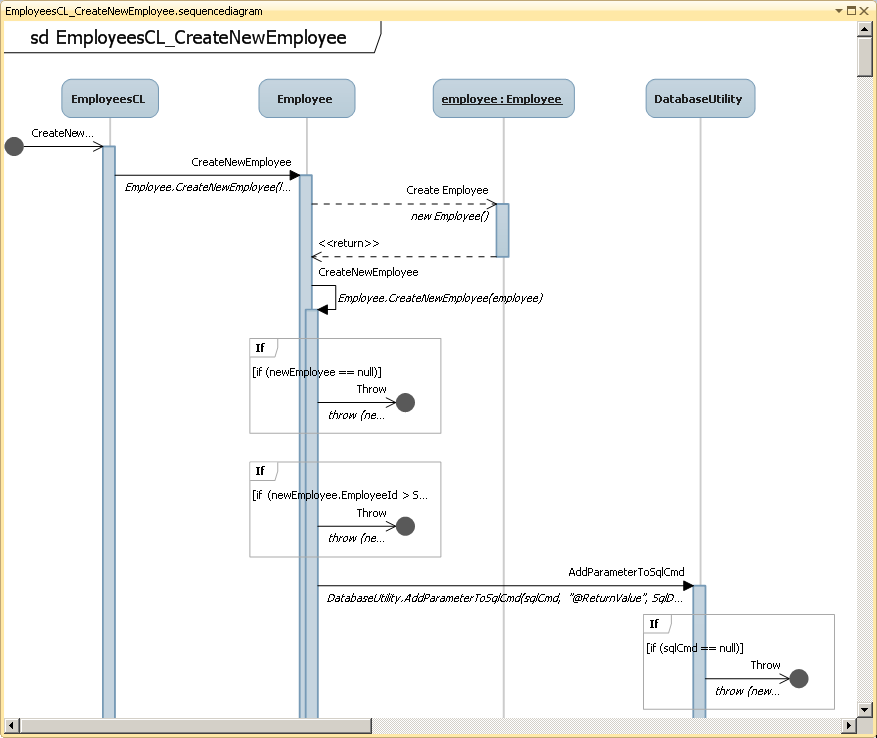 EmployeesCL_CreateNewEmployee.sequencediagram
sd EmployeesCL_CreateNewEmployee
EmployeesCL
Employee
employee : Employee
DatabaseUtility
CreateNew...
CreateNewEmployee
Employee.CreateNewEmployee(l...
Create Employee
new Employee()
<<return>>
CreateNewEmployee
Employee.CreateNewEmployee(employee)
If
[if (newEmployee == null)]
Throw
throw (ne...
If
[if (newEmployee.EmployeeId > S...
Throw
throw (ne...
AddParameterToSqlCmd
DatabaseUtility.AddParameterToSqlCmd(sqlCmd, "@ReturnValue", SqlD...
If
[if (sqlCmd == null)]
Throw
throw (new...